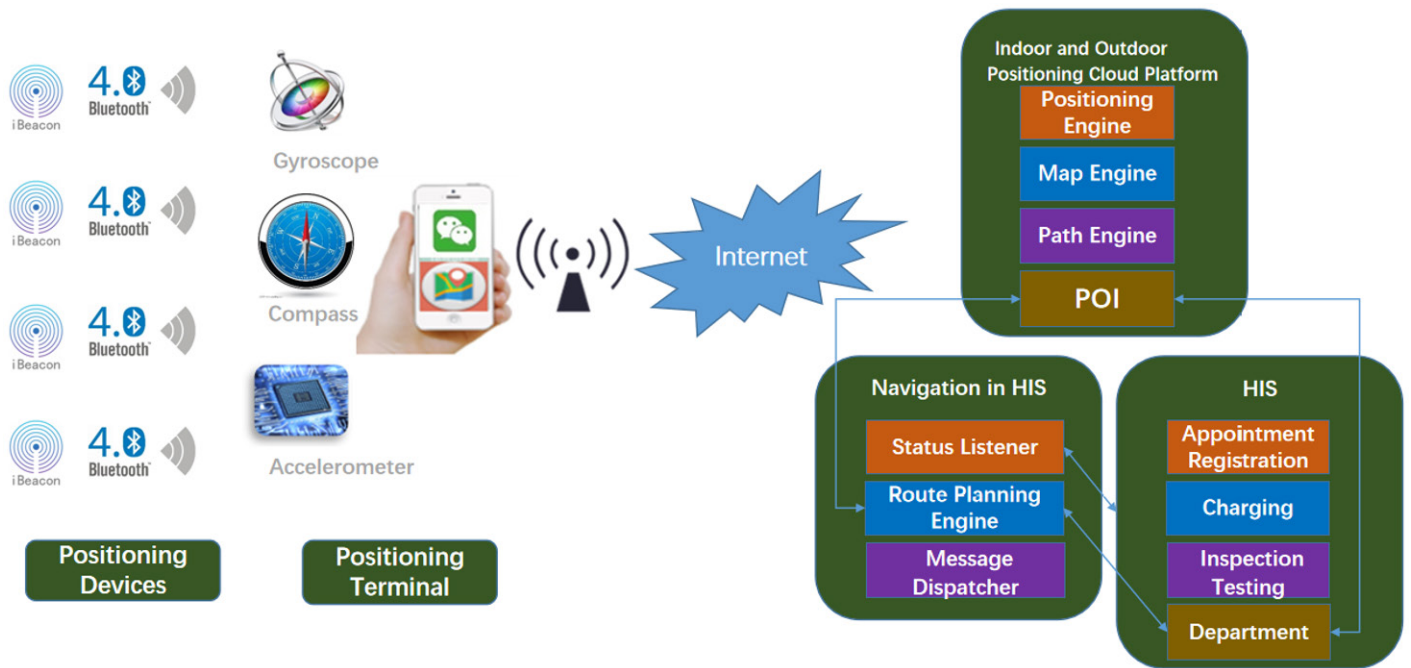 iBeacon
4.0
Bluetooth
iBeacon
4.0
Bluetooth
iBeacon
4.0
Bluetooth
iBeacon
4.0
Bluetooth
Positioning
Devices
Gyroscope
Compass
Accelerometer
Positioning
Terminal
Internet
Indoor and Outdoor
Positioning Cloud Platform
Positioning
Engine
Map Engine
Path Engine
POI
Navigation in HIS
Status Listener
Route Planning
Engine
Message
Dispatcher
HIS
Appointment
Registration
Charging
Inspection
Testing
Department